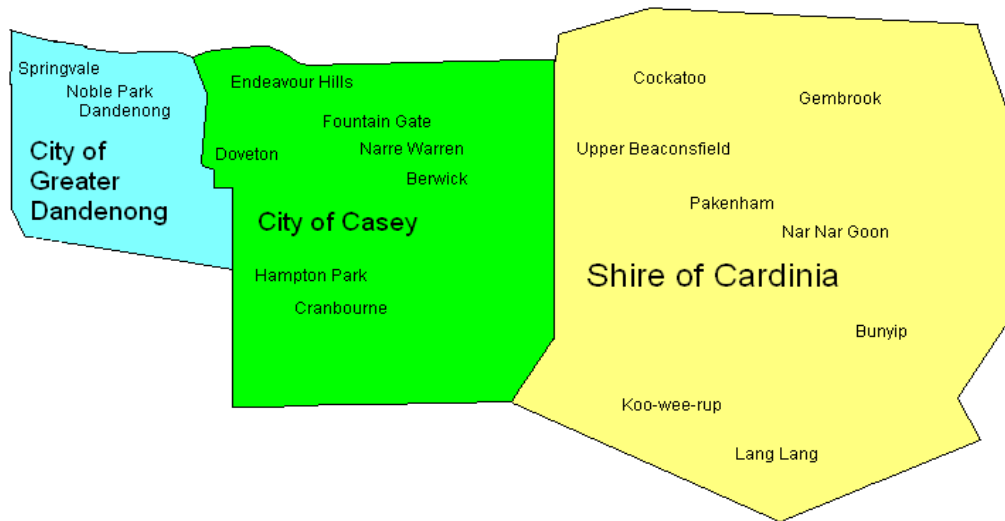 Springvale
Noble Park
Dandenong
City of
Greater
Dandenong
Endeavour Hills
Fountain Gate
Doveton
Narre Warren
Berwick
City of Casey
Hampton Park
Cranbourne
Cockatoo
Gembrook
Upper Beaconsfield
Pakenham
Nar Nar Goon
Shire of Cardinia
Bunyip
Koo-wee-rup
Lang Lang